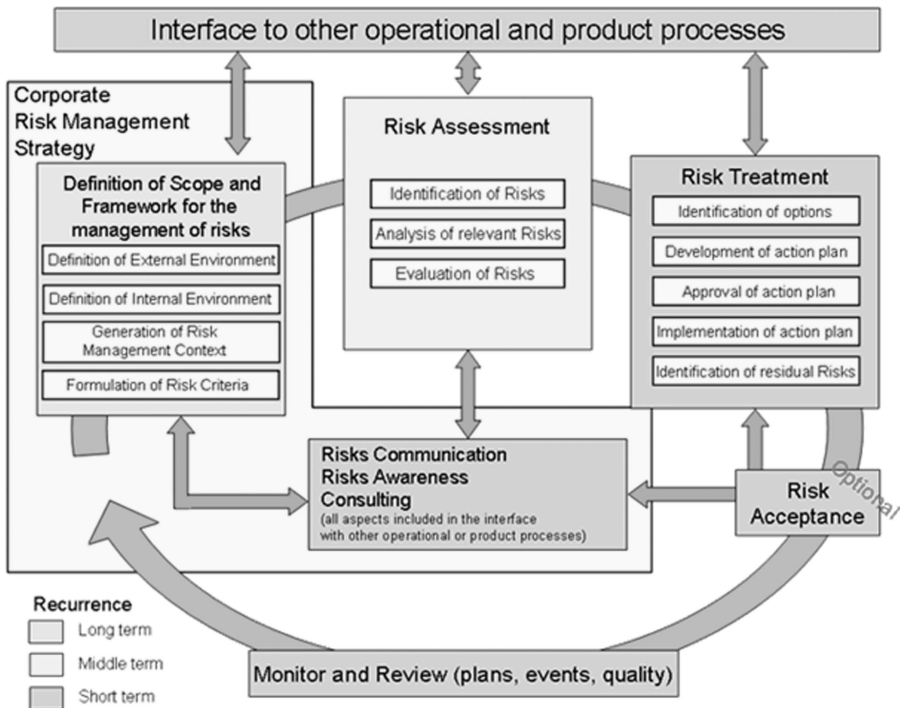 Interface to other operational and product processes
Corporate
Risk Management
Strategy
Definition of Scope and
Framework for the
management of risks
Definition of External Environment
Definition of Internal Environment
Generation of Risk
Management Context
Formulation of Risk Criteria
Risk Assessment
Identification of Risks
Analysis of relevant Risks
Evaluation of Risks
Risk Treatment
Identification of options
Development of action plan
Approval of action plan
Implementation of action plan
Identification of residual Risks
Risks Communication
Risks Awareness
Consulting
(all aspects included in the interface
with other operational or product processes)
Optional
Risk
Acceptance
Recurrence
Long term
Middle term
Short term
Monitor and Review (plans, events, quality)